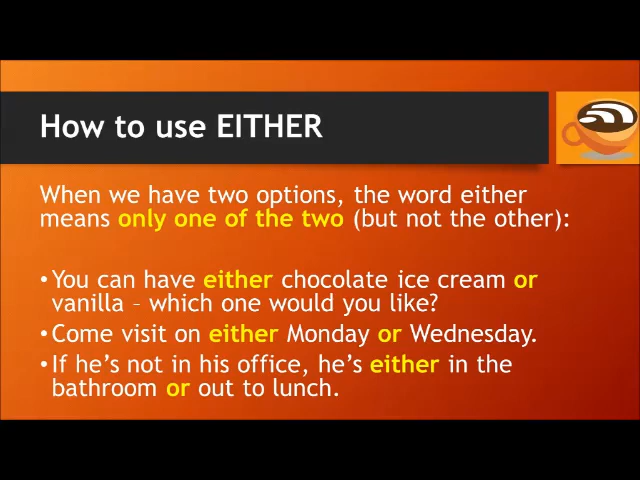 How to use EITHER
When we have two options, the word either
means only one of the two (but not the other):
•You can have either chocolate ice cream or
vanilla – which one would you like?
•Come visit on either Monday or Wednesday.
•If he’s not in his office, he’s either in the
bathroom or out to lunch.